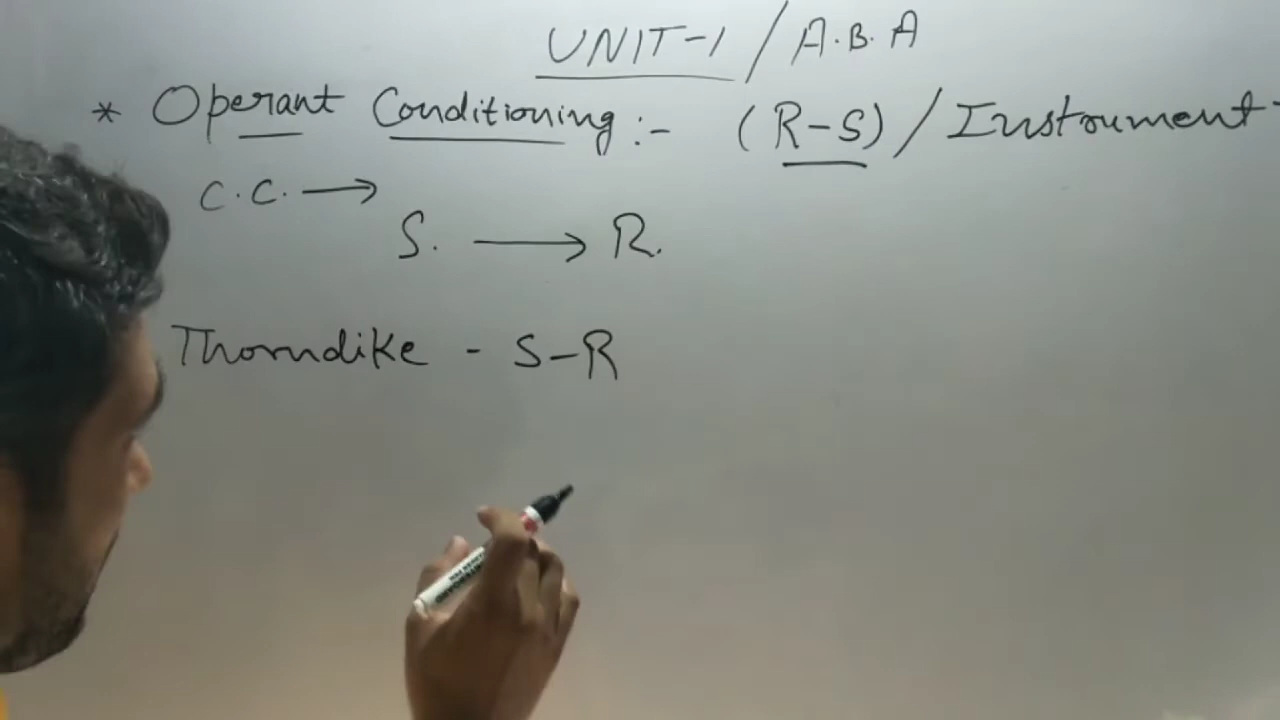 UNIT-1 / A.B.A
* Operant Conditioning :- (R-S) / Instrument
C.C. →
S. → R.
Thorndike - S-R